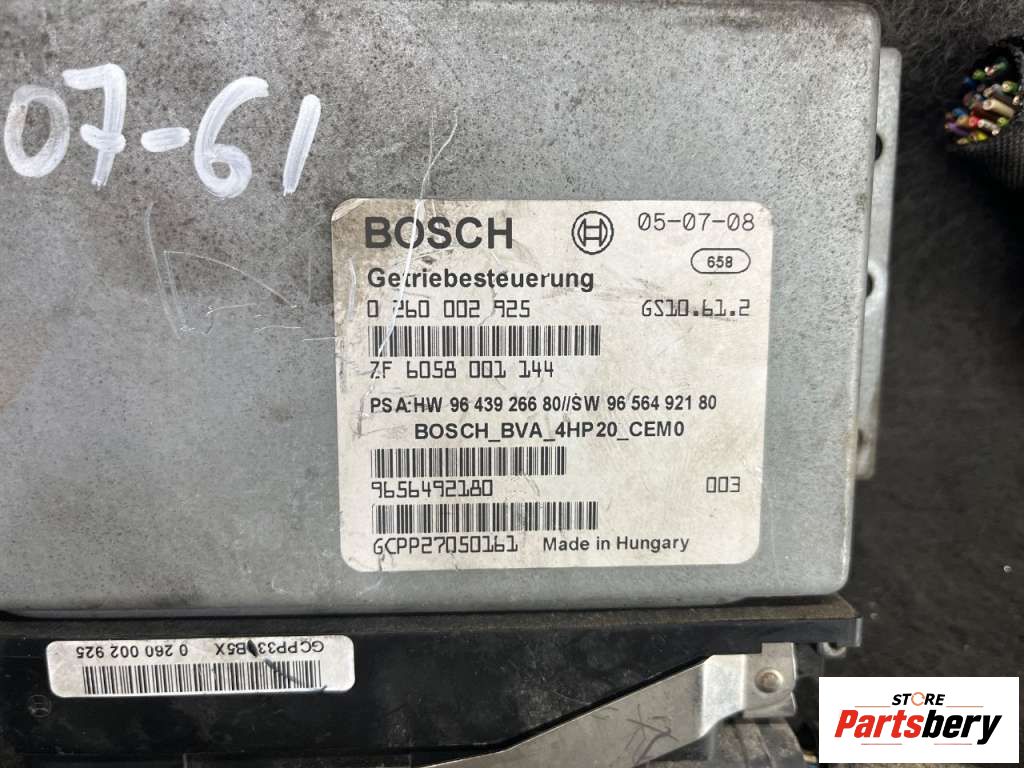 07-61
BOSCH 05-07-08
658
Getriebesteuerung
0 260 002 925 GS10.61.2
ZF 6058 001 144
PSA:HW 96 439 266 80//SW 96 564 921 80
BOSCH_BVA_4HP20_CEM0
9656492180 003
GCPP27050161 Made in Hungary
0 260 002 925
STORE
Partsbery